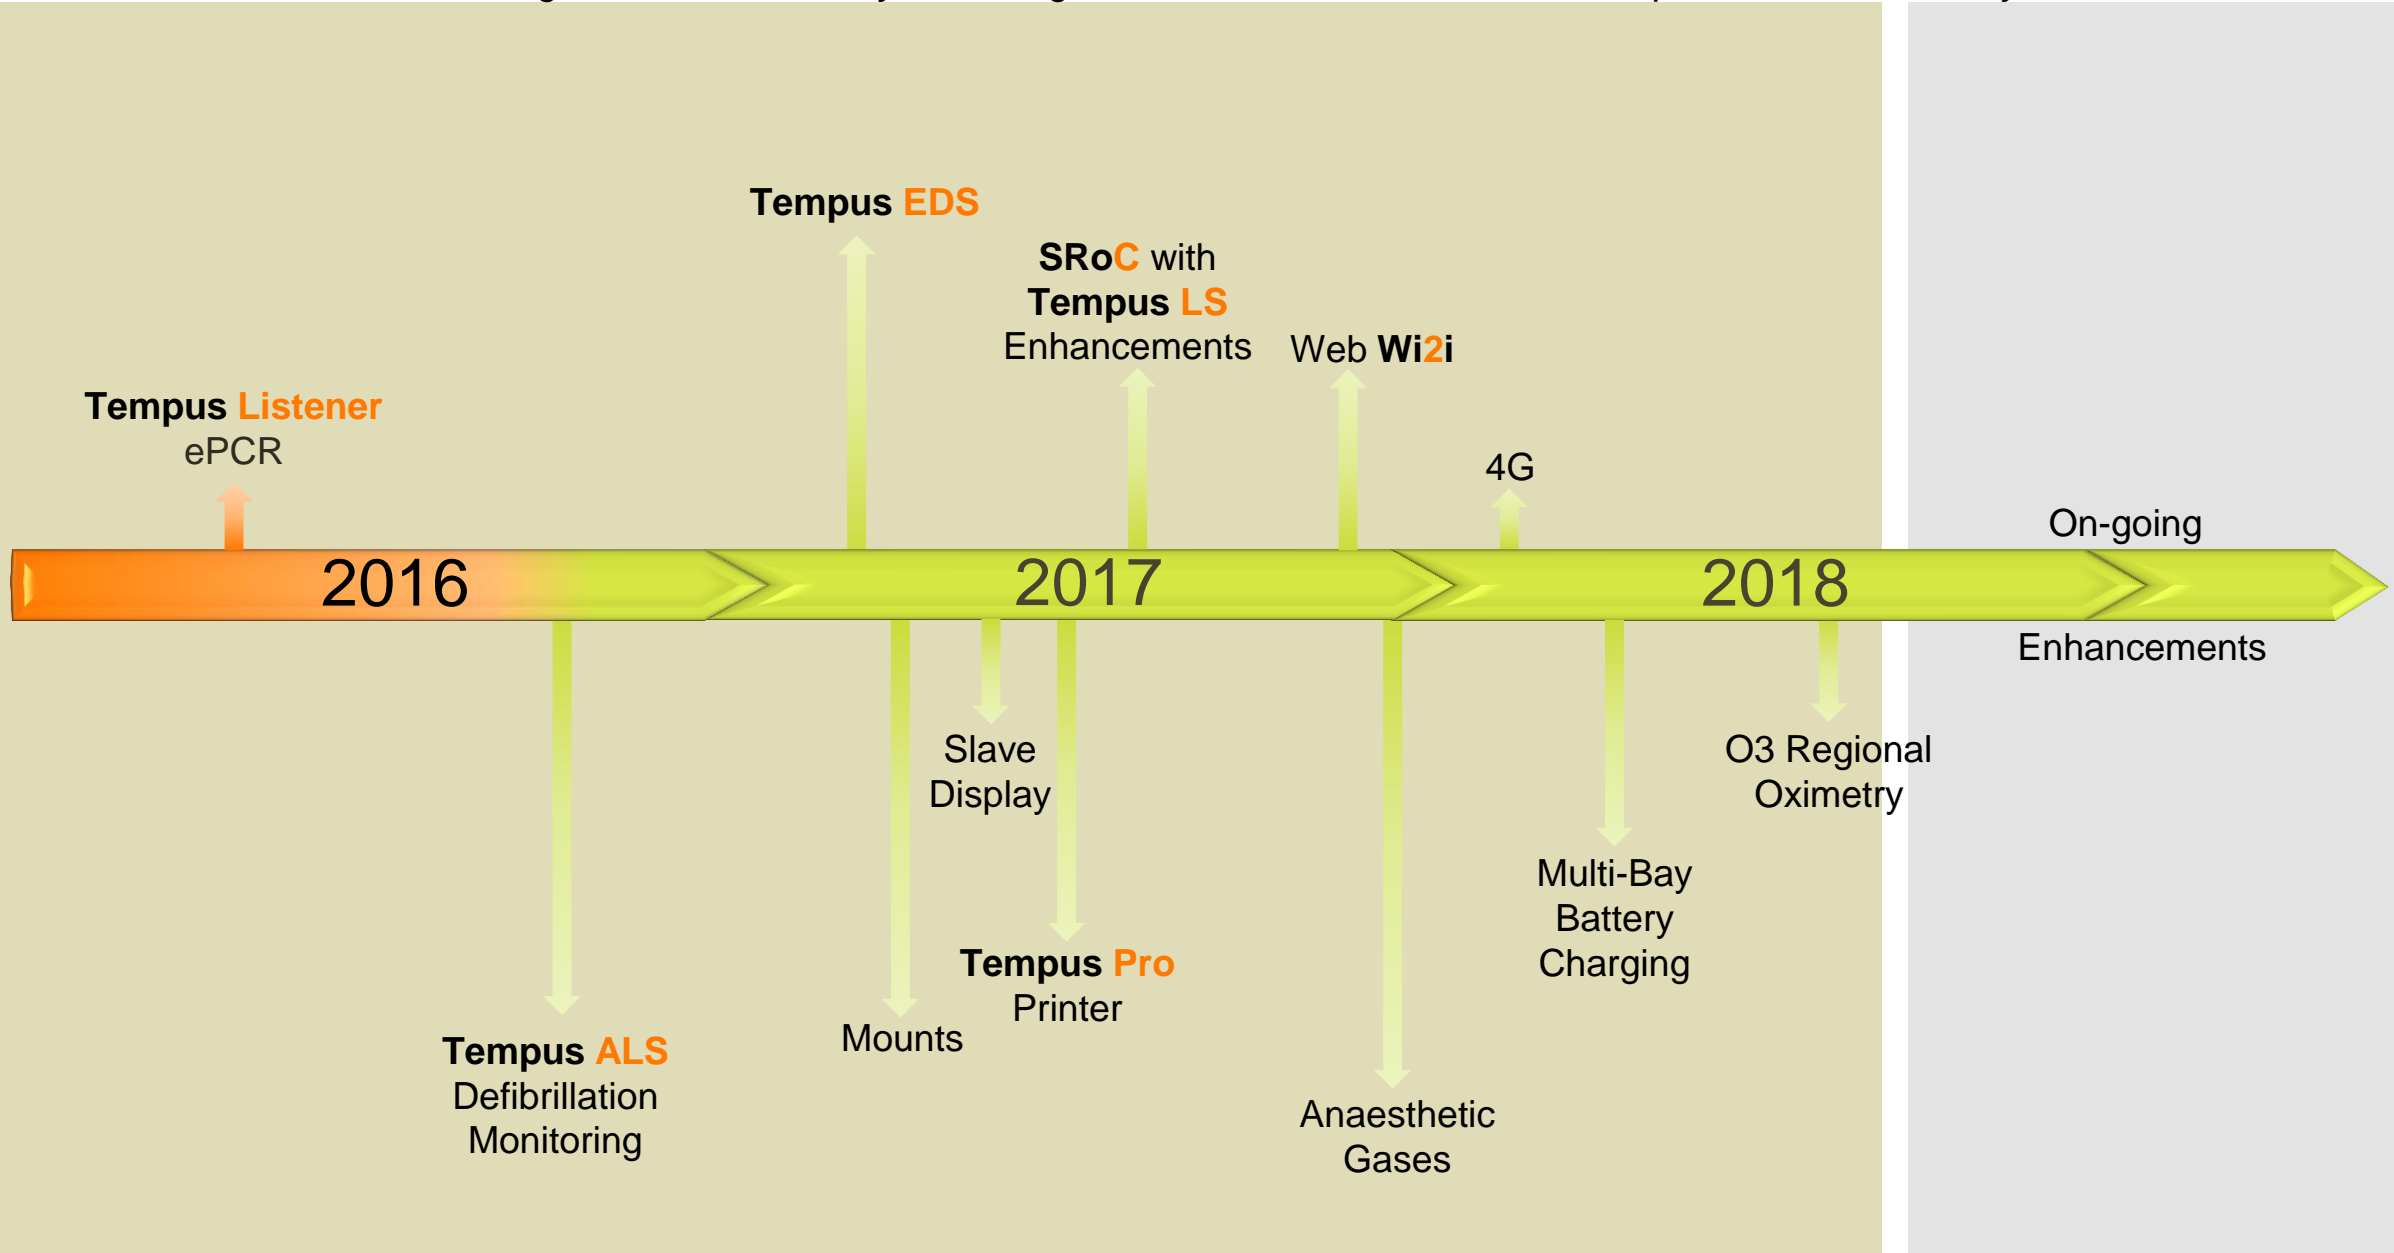 Tempus EDS
SRoC with
Tempus LS
Enhancements
Web Wi2i
Tempus Listener
ePCR
4G
On-going
2016
2017
2018
Enhancements
Slave
Display
O3 Regional
Oximetry
Multi-Bay
Battery
Charging
Tempus Pro
Printer
Mounts
Tempus ALS
Defibrillation
Monitoring
Anaesthetic
Gases